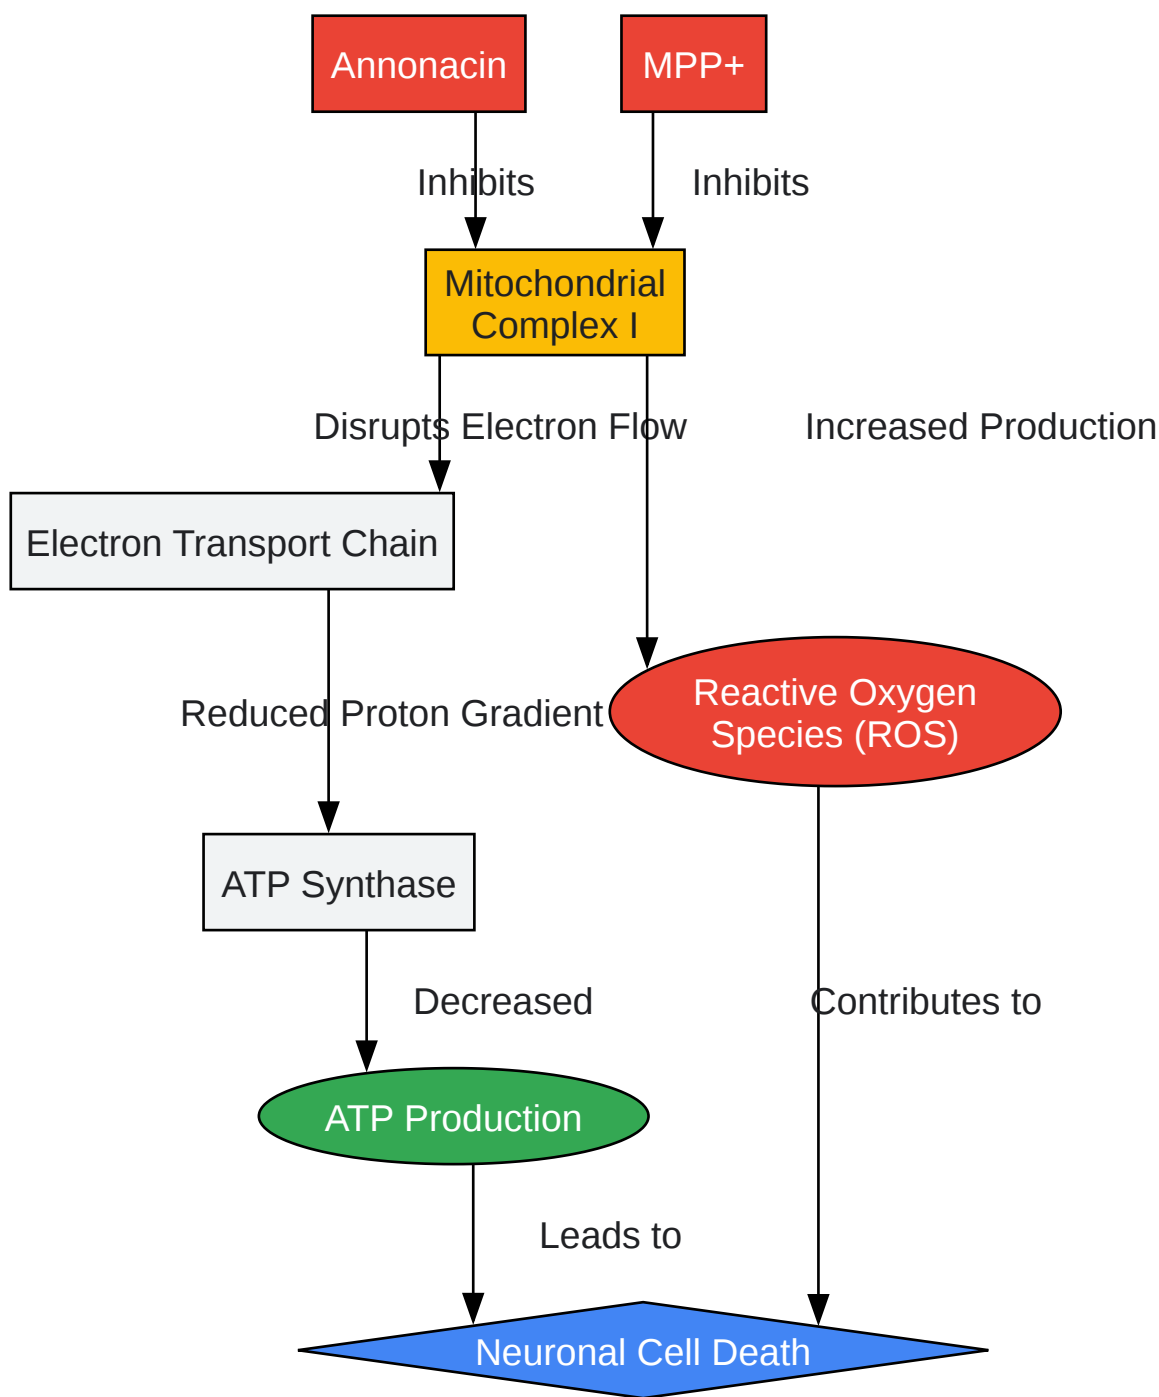 Annonacin
MPP+
Inhibits
Inhibits
Mitochondrial
Complex I
Disrupts Electron Flow
Increased Production
Electron Transport Chain
Reduced Proton Gradient
Reactive Oxygen
Species (ROS)
ATP Synthase
Decreased
Contributes to
ATP Production
Leads to
Neuronal Cell Death